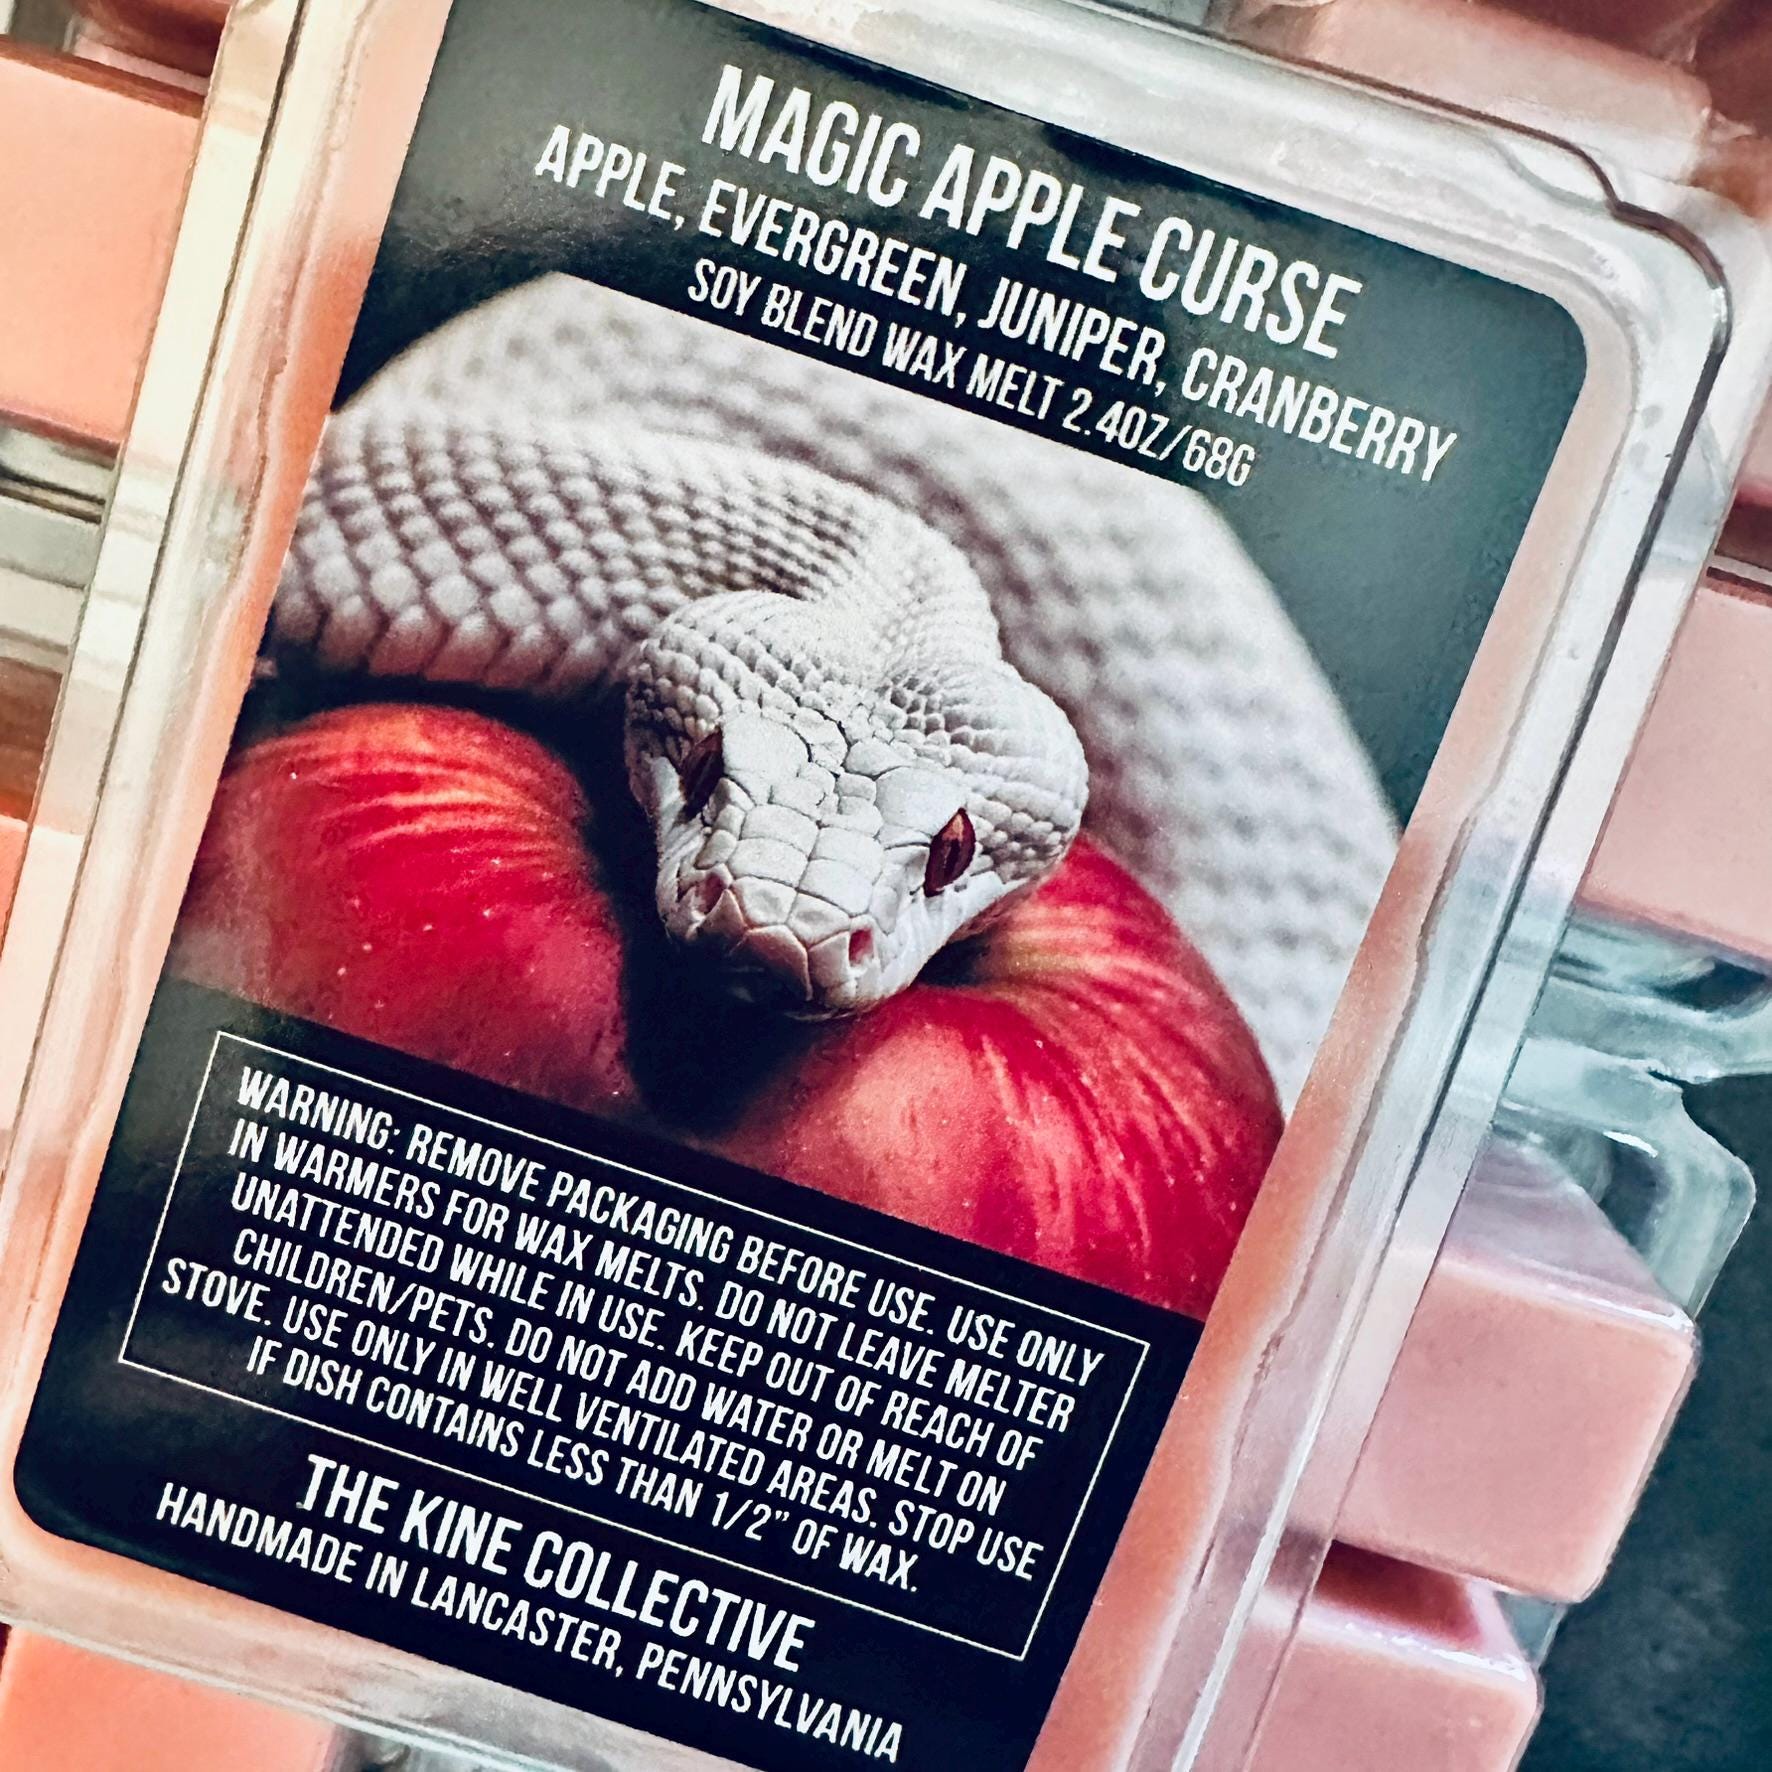 MAGIC APPLE CURSE
APPLE, EVERGREEN, JUNIPER, CRANBERRY
SOY BLEND WAX MELT 2.4OZ/68G
WARNING: REMOVE PACKAGING BEFORE USE. USE ONLY
IN WARMERS FOR WAX MELTS. DO NOT LEAVE MELTER
UNATTENDED WHILE IN USE. KEEP OUT OF REACH OF
CHILDREN/PETS. DO NOT ADD WATER OR MELT ON
STOVE. USE ONLY IN WELL VENTILATED AREAS. STOP USE
IF DISH CONTAINS LESS THAN 1/2" OF WAX.
THE KINE COLLECTIVE
HANDMADE IN LANCASTER, PENNSYLVANIA